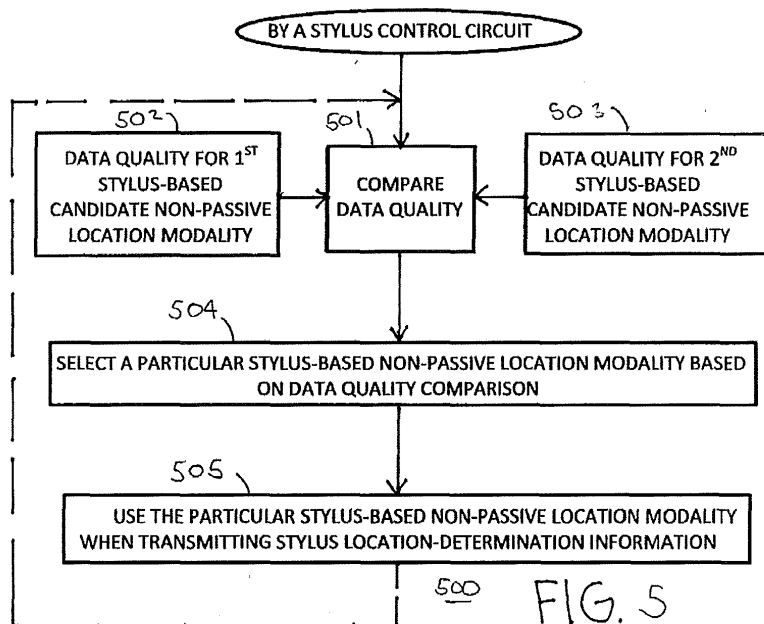 BY A STYLUS CONTROL CIRCUIT
502
501
503
DATA QUALITY FOR 1ST
STYLUS-BASED
CANDIDATE NON-PASSIVE
LOCATION MODALITY
COMPARE
DATA QUALITY
DATA QUALITY FOR 2ND
STYLUS-BASED
CANDIDATE NON-PASSIVE
LOCATION MODALITY
504
SELECT A PARTICULAR STYLUS-BASED NON-PASSIVE LOCATION MODALITY BASED
ON DATA QUALITY COMPARISON
505
USE THE PARTICULAR STYLUS-BASED NON-PASSIVE LOCATION MODALITY
WHEN TRANSMITTING STYLUS LOCATION-DETERMINATION INFORMATION
500
FIG. 5